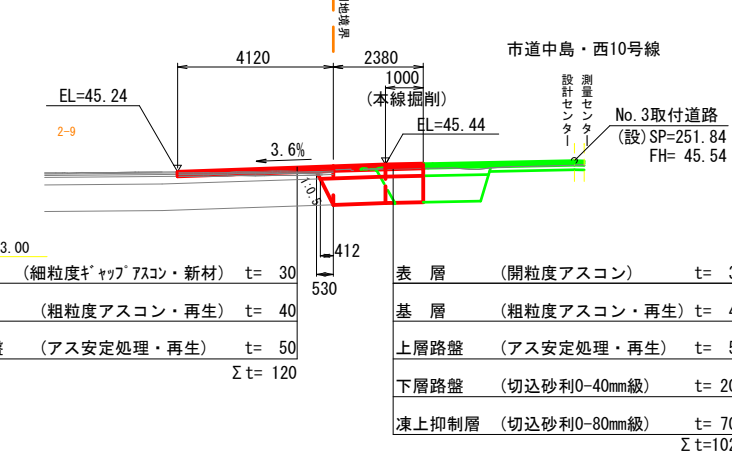 地境界
4120
2380
市道中島・西10号線
1000
(本線掘削)
設計センター
測量センター
EL=45.24
EL=45.44
No.3取付道路
(設)SP=251.84
FH= 45.54
2-9
3.6%
1:0.5
3.00
412
530
(細粒度ギャップアスコン・新材) t= 30
(粗粒度アスコン・再生) t= 40
盤 (アス安定処理・再生) t= 50
Σt= 120
表 層 (開粒度アスコン) t= 3
基 層 (粗粒度アスコン・再生) t= 4
上層路盤 (アス安定処理・再生) t= 5
下層路盤 (切込砂利0-40mm級) t= 20
凍上抑制層 (切込砂利0-80mm級) t= 70
Σt=102